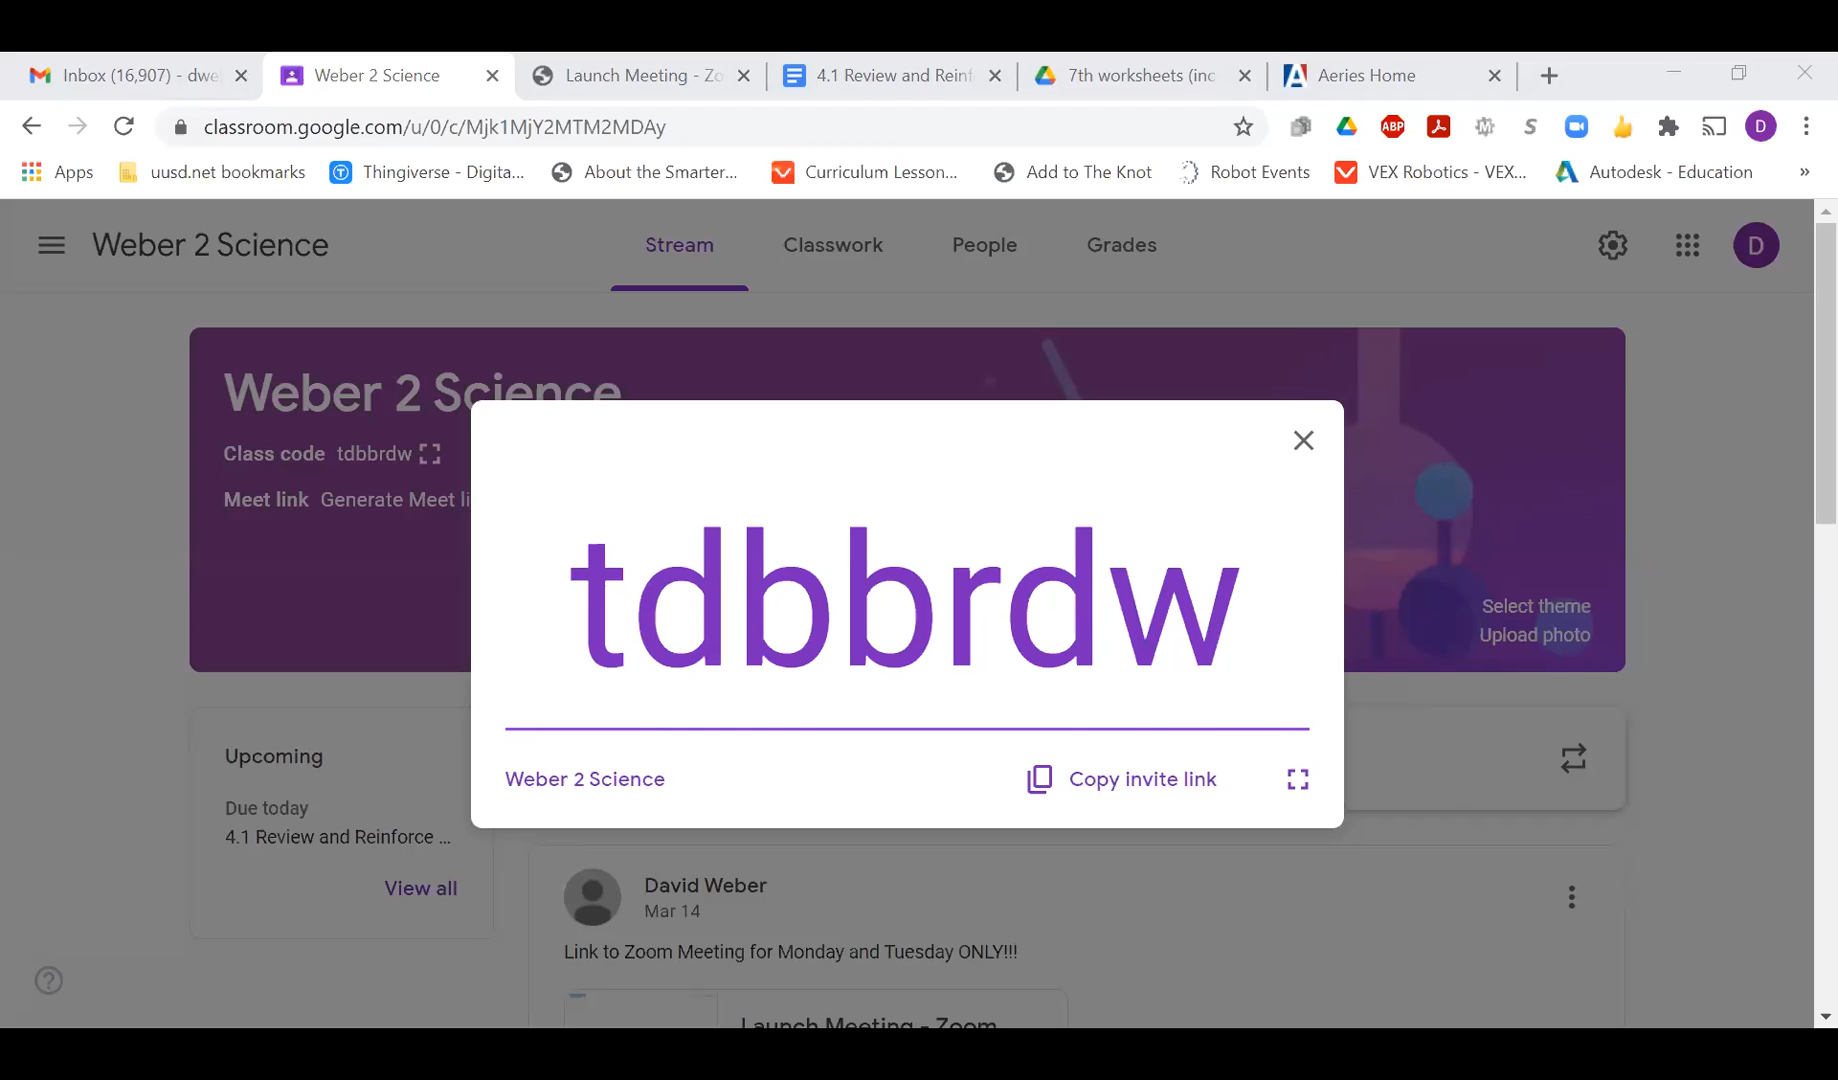 Inbox (16,907) - dwe
Weber 2 Science
Launch Meeting - Zo
4.1 Review and Reinf
7th worksheets (inc
Aeries Home
classroom.google.com/u/0/c/Mjk1MjY2MTM2MDAy
ABP
D
Apps
uusd.net bookmarks
Thingiverse - Digita...
About the Smarter...
Curriculum Lesson...
Add to The Knot
Robot Events
VEX Robotics - VEX...
Autodesk - Education
»
Weber 2 Science
Stream
Classwork
People
Grades
D
Weber 2 Science
Class code tdbbrdw
Meet link Generate Meet li
Select theme
Upload photo
tdbbrdw
Weber 2 Science
Copy invite link
Upcoming
Due today
4.1 Review and Reinforce ...
View all
David Weber
Mar 14
Link to Zoom Meeting for Monday and Tuesday ONLY!!!
Launch Meeting - Zoom